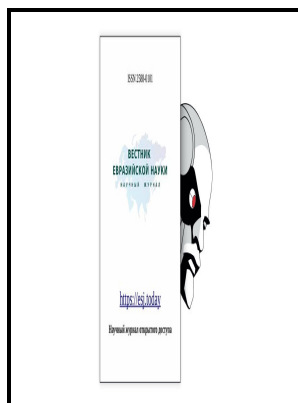 ISSN 2588-0101
ВЕСТНИК
ЕВРАЗИЙСКОЙ НАУКИ
НАУЧНЫЙ ЖУРНАЛ
https://esj.today
Научный журнал открытого доступа